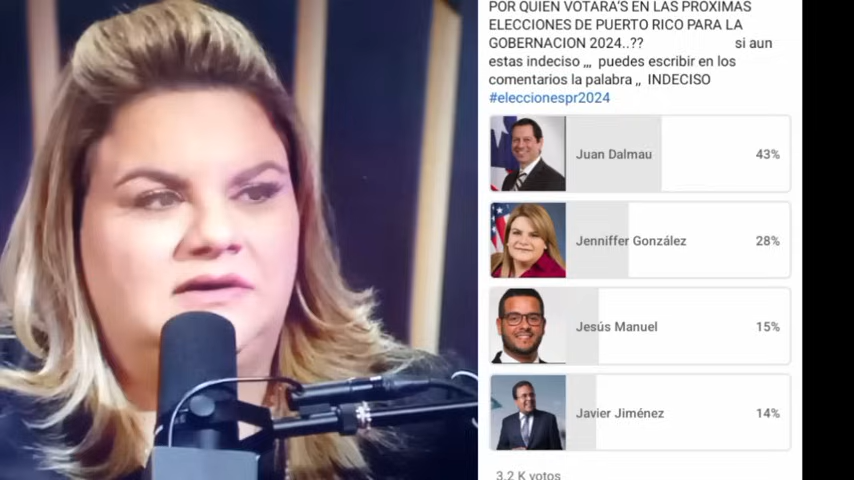 POR QUIEN VOTARA'S EN LAS PROXIMAS
ELECCIONES DE PUERTO RICO PARA LA
GOBERNACION 2024..?? si aun
estas indeciso ,,, puedes escribir en los
comentarios la palabra ,, INDECISO
#eleccionespr2024
Juan Dalmau 43%
Jenniffer González 28%
Jesús Manuel 15%
Javier Jiménez 14%
3.2 K votos